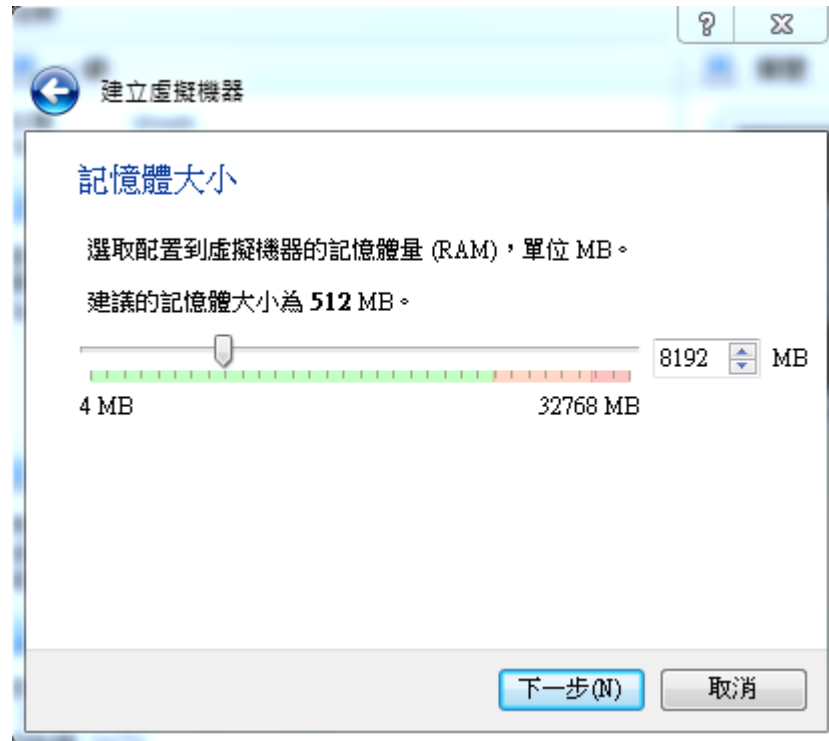 建立虛擬機器
記憶體大小
選取配置到虛擬機器的記憶體量 (RAM)，單位 MB。
建議的記憶體大小為 512 MB。
8192 MB
4 MB 32768 MB
下一步(N) 取消